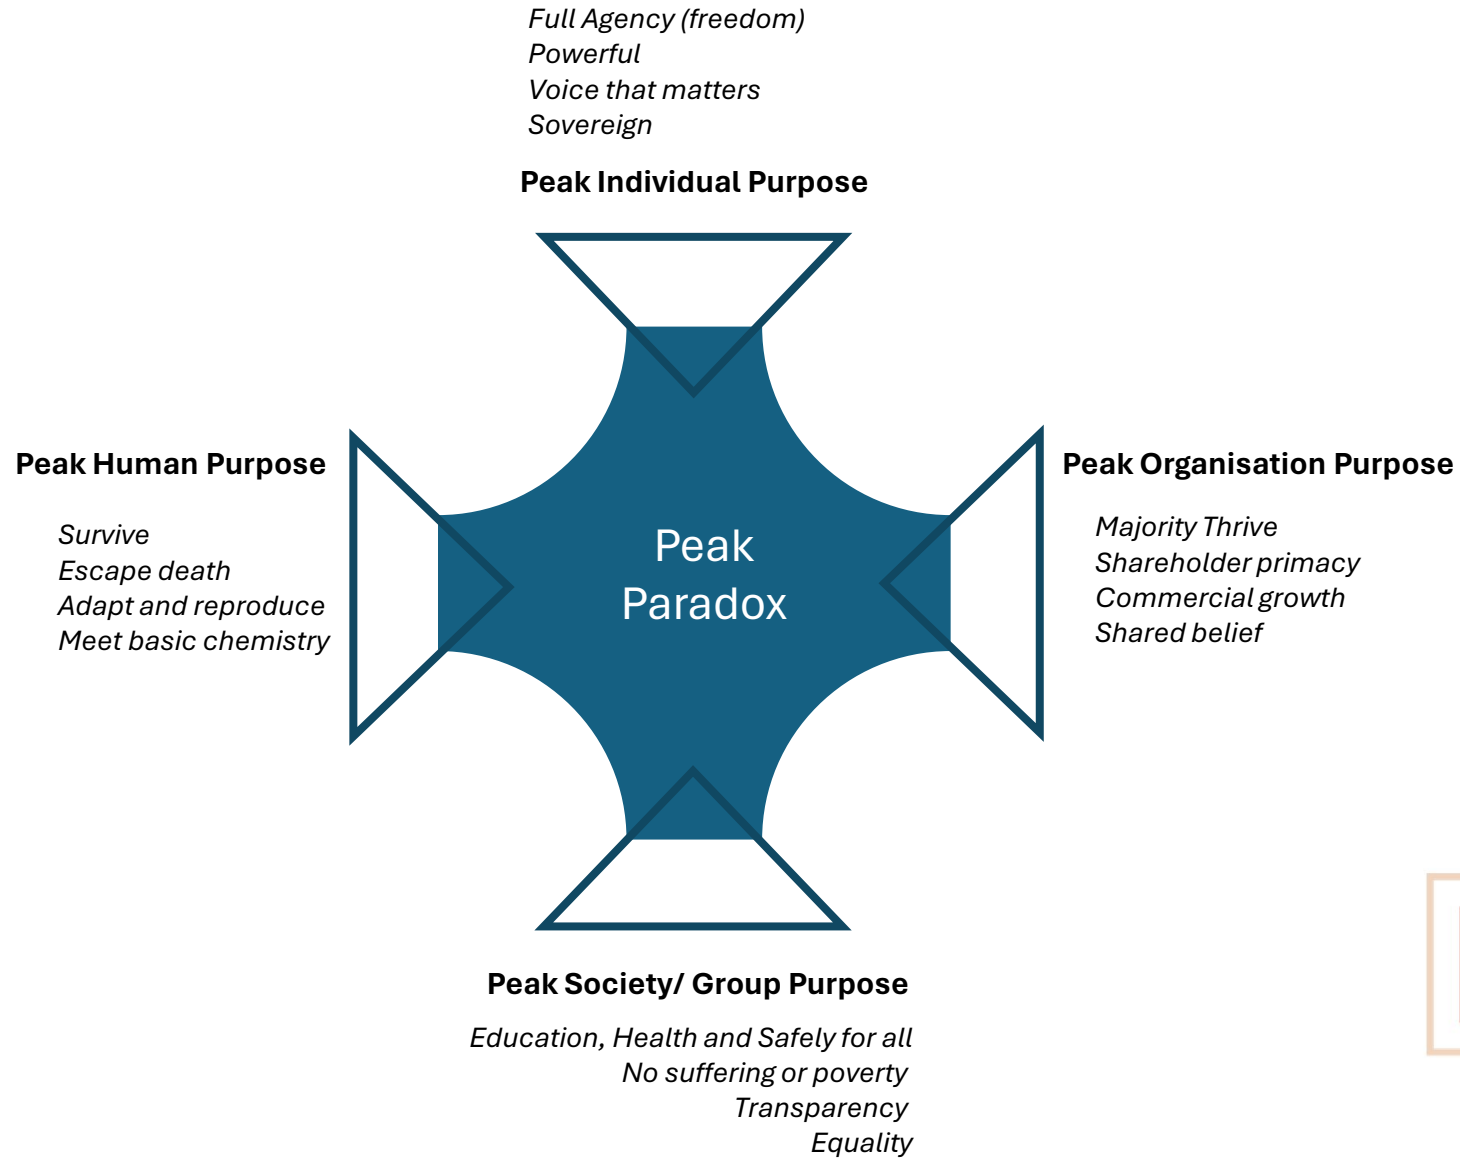 Full Agency (freedom)
Powerful
Voice that matters
Sovereign
Peak Individual Purpose
Peak Human Purpose
Survive
Escape death
Adapt and reproduce
Meet basic chemistry
Peak
Paradox
Peak Organisation Purpose
Majority Thrive
Shareholder primacy
Commercial growth
Shared belief
Peak Society/ Group Purpose
Education, Health and Safely for all
No suffering or poverty
Transparency
Equality